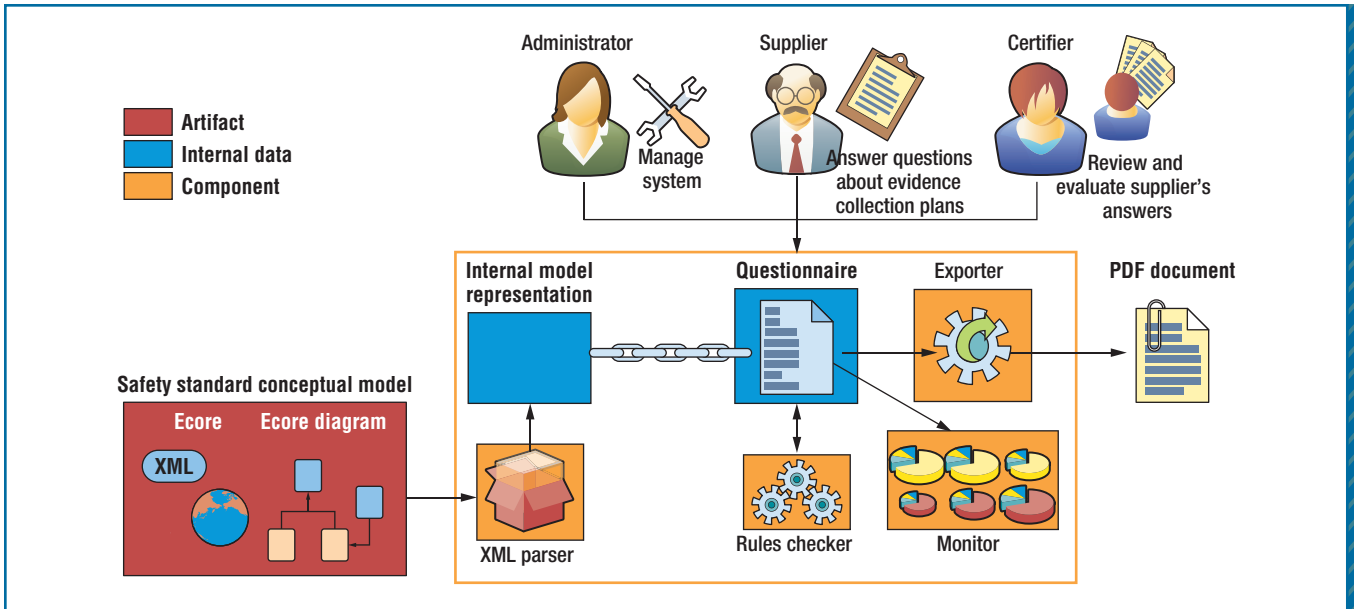 Administrator
Supplier
Certifier
Artifact
Internal data
Component
Manage
system
Answer questions
about evidence
collection plans
Review and
evaluate supplier's
answers
Internal model
representation
Questionnaire
Exporter
PDF document
Safety standard conceptual model
Ecore
Ecore diagram
XML
XML parser
Rules checker
Monitor